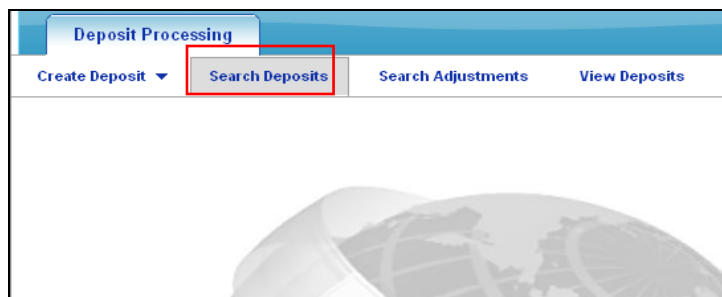 Deposit Processing
Create Deposit ▼ Search Deposits Search Adjustments View Deposits